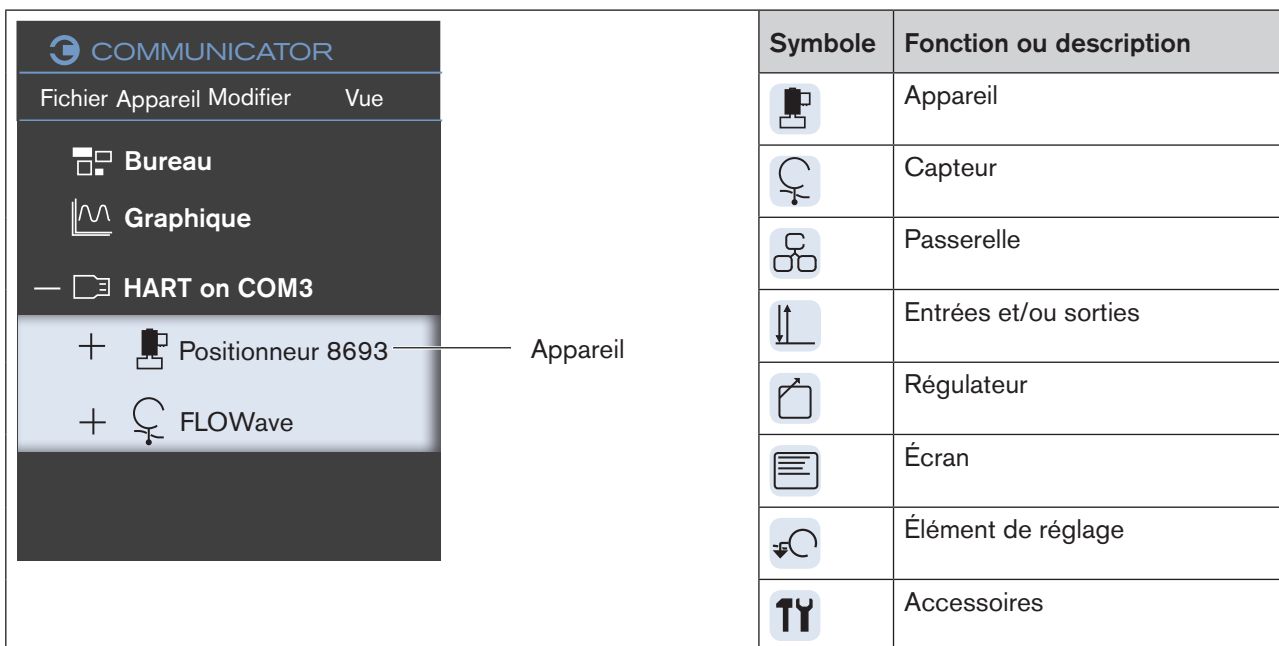 COMMUNICATOR
Fichier Appareil Modifier Vue
Bureau
Graphique
HART on COM3
Positionneur 8693
Appareil
FLOWave
Symbole Fonction ou description
Appareil
Capteur
Passerelle
Entrées et/ou sorties
Régulateur
Écran
Élément de réglage
Accessoires